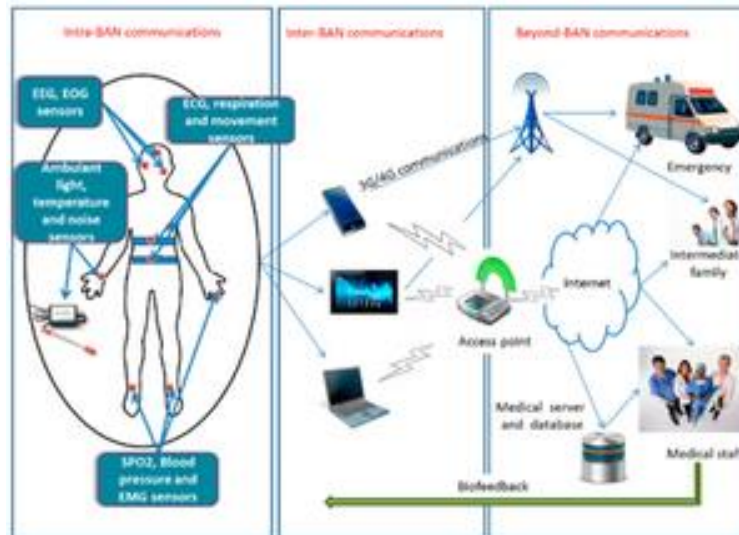 Intra-BAN communications
Inter-BAN communications
Beyond-BAN communications
EEG, EOG
sensors
ECG, respiration
and movement
sensors
Ambulant
light,
temperature
and noise
sensors
SPO2, Blood
pressure and
EMG sensors
3G/4G communications
Access point
Internet
Emergency
Intermediate
family
Medical server
and database
Medical staff
Biofeedback